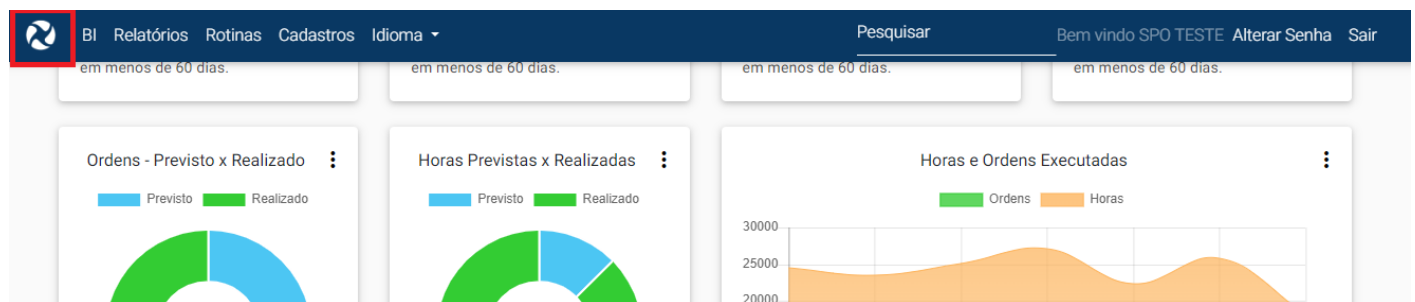 BI Relatórios Rotinas Cadastros Idioma Pesquisar Bem vindo SPO TESTE Alterar Senha Sair
em menos de 60 dias. em menos de 60 dias. em menos de 60 dias. em menos de 60 dias.
Ordens - Previsto x Realizado Horas Previstas x Realizadas Horas e Ordens Executadas
Previsto Realizado Previsto Realizado Ordens Horas
30000
25000
20000